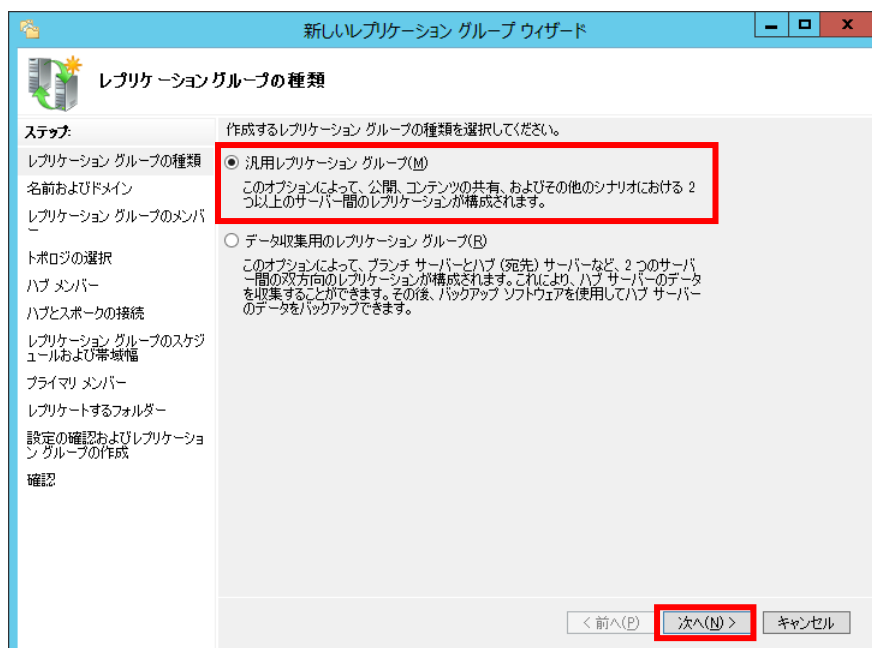 新しいレプリケーション グループ ウィザード
レプリケーション グループの種類
ステップ:
レプリケーション グループの種類
名前およびドメイン
レプリケーション グループのメンバ
ー
トポロジの選択
ハブ メンバー
ハブとスポークの接続
レプリケーション グループのスケジ
ュールおよび帯域幅
プライマリ メンバー
レプリケートするフォルダー
設定の確認およびレプリケーショ
ン グループの作成
確認
作成するレプリケーション グループの種類を選択してください。
汎用レプリケーション グループ(M)
このオプションによって、公開、コンテンツの共有、およびその他のシナリオにおける 2
つ以上のサーバー間のレプリケーションが構成されます。
データ収集用のレプリケーション グループ(R)
このオプションによって、ブランチ サーバーとハブ (宛先) サーバーなど、2 つのサーバ
ー間の双方向のレプリケーションが構成されます。これにより、ハブ サーバーのデータ
を収集することができます。その後、バックアップ ソフトウェアを使用してハブ サーバー
のデータをバックアップできます。
< 前へ(P)
次へ(N) >
キャンセル